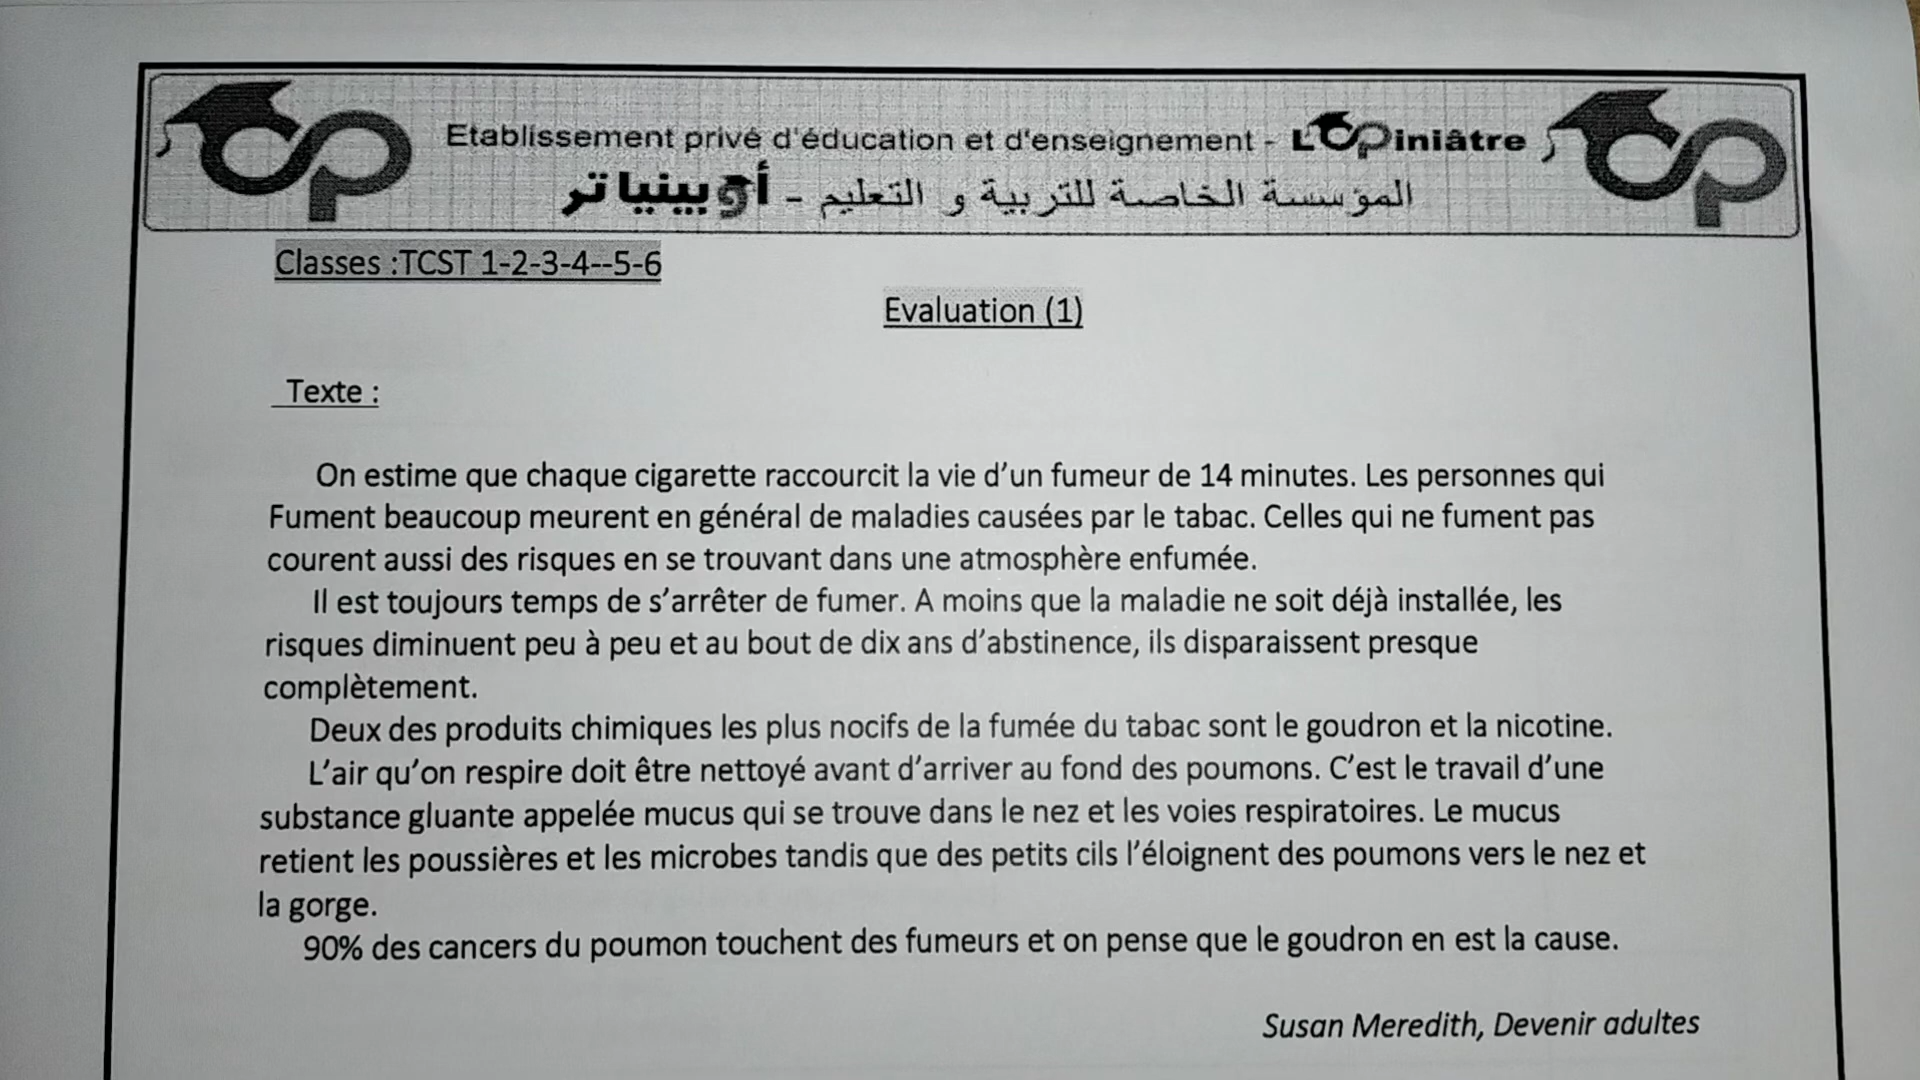 Etablissement privé d'éducation et d'enseignement - L'OPiniâtre
المؤسسة الخاصة للتربية و التعليم - أوبينياتر
Classes :TCST 1-2-3-4--5-6
Evaluation (1)
Texte :
On estime que chaque cigarette raccourcit la vie d’un fumeur de 14 minutes. Les personnes qui
Fument beaucoup meurent en général de maladies causées par le tabac. Celles qui ne fument pas
courent aussi des risques en se trouvant dans une atmosphère enfumée.
Il est toujours temps de s’arrêter de fumer. A moins que la maladie ne soit déjà installée, les
risques diminuent peu à peu et au bout de dix ans d’abstinence, ils disparaissent presque
complètement.
Deux des produits chimiques les plus nocifs de la fumée du tabac sont le goudron et la nicotine.
L’air qu’on respire doit être nettoyé avant d’arriver au fond des poumons. C’est le travail d’une
substance gluante appelée mucus qui se trouve dans le nez et les voies respiratoires. Le mucus
retient les poussières et les microbes tandis que des petits cils l’éloignent des poumons vers le nez et
la gorge.
90% des cancers du poumon touchent des fumeurs et on pense que le goudron en est la cause.
Susan Meredith, Devenir adultes